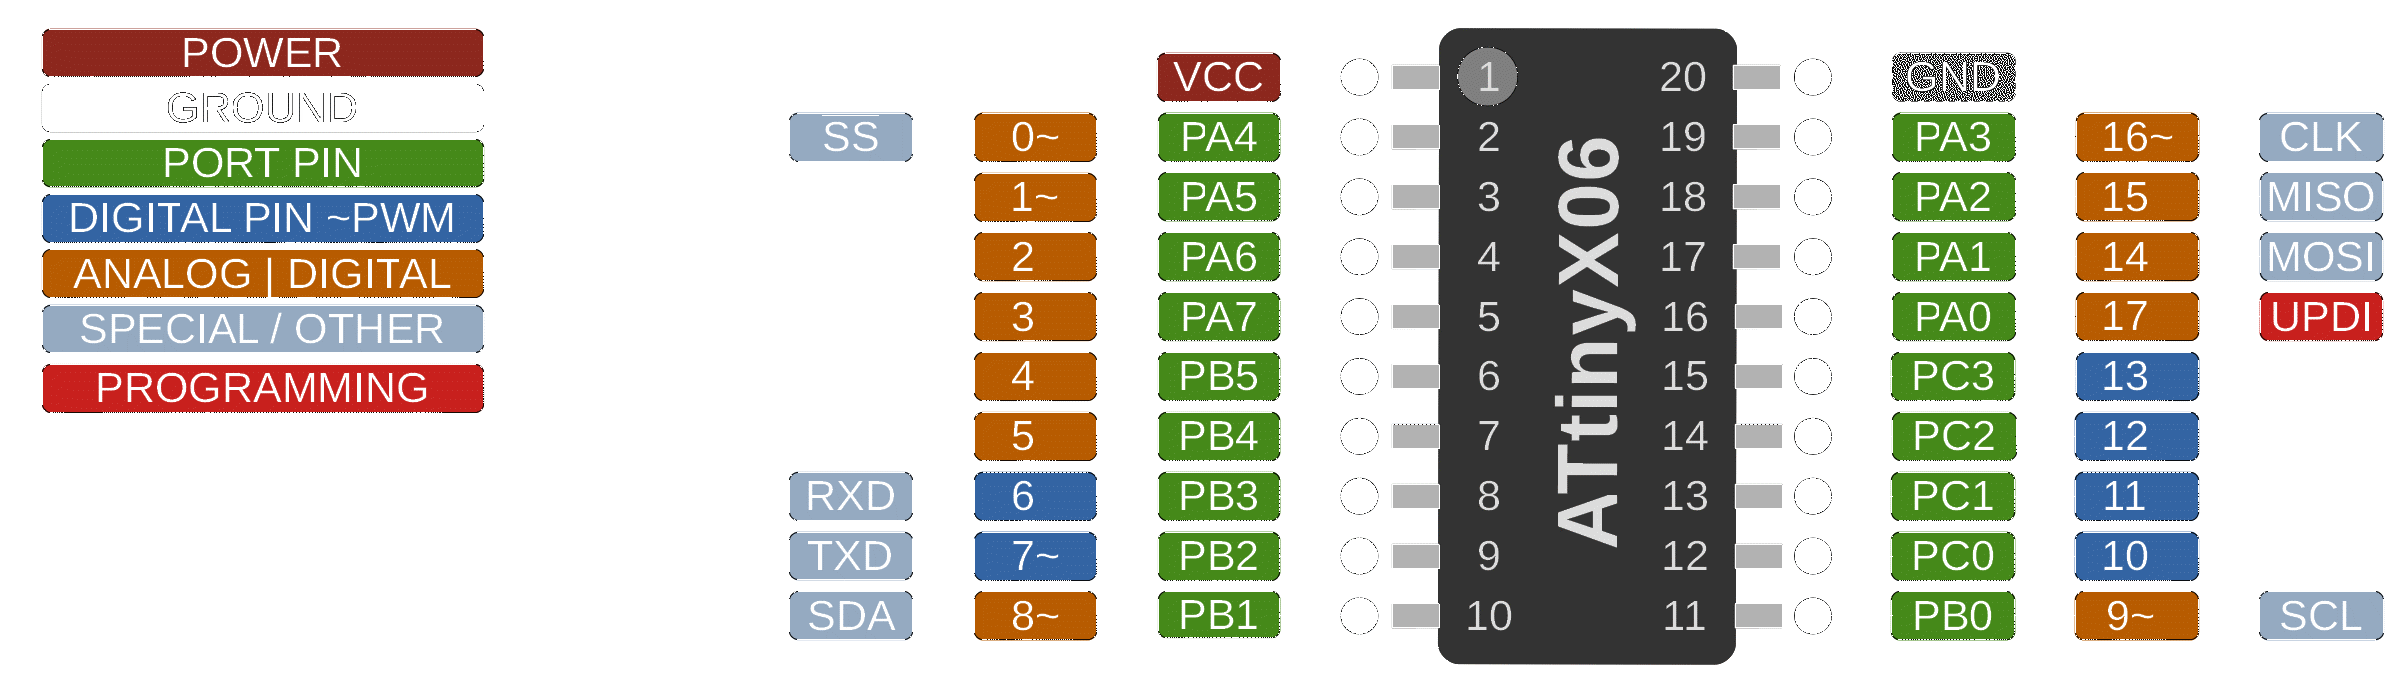 POWER
GROUND
PORT PIN
DIGITAL PIN ~PWM
ANALOG | DIGITAL
SPECIAL / OTHER
PROGRAMMING
VCC 1 20 GND
SS 0~ PA4 2 19 PA3 16~ CLK
1~ PA5 3 18 PA2 15 MISO
2 PA6 4 17 PA1 14 MOSI
3 PA7 5 16 PA0 17 UPDI
4 PB5 6 15 PC3 13
5 PB4 7 14 PC2 12
RXD 6 PB3 8 13 PC1 11
TXD 7~ PB2 9 12 PC0 10
SDA 8~ PB1 10 11 PB0 9~ SCL
ATtinyX06